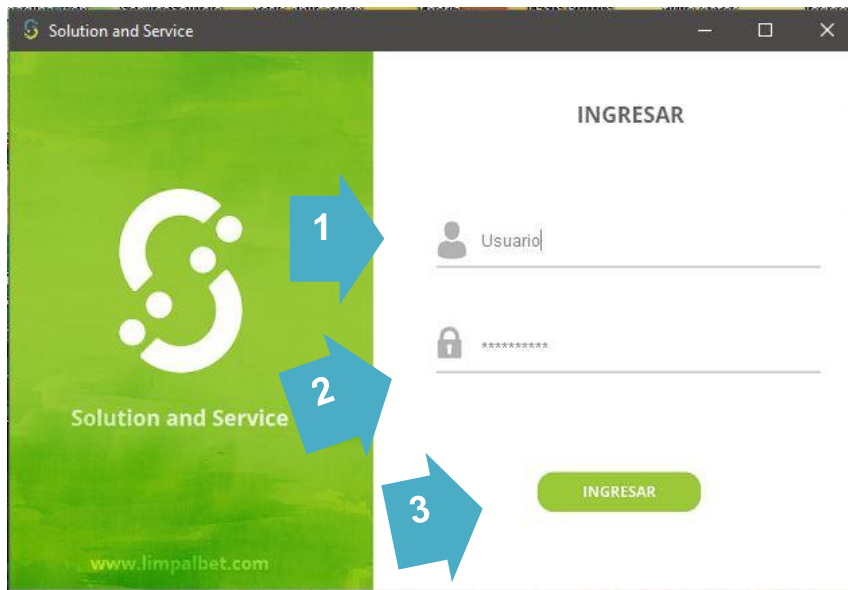 Solution and Service
INGRESAR
1
Usuario
2
**********
Solution and Service
3
INGRESAR
www.limpalbet.com